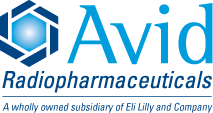 Avid
Radiopharmaceuticals
A wholly owned subsidiary of Eli Lilly and Company